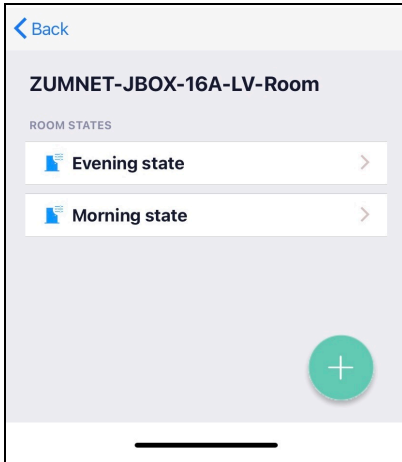 Back
ZUMNET-JBOX-16A-LV-Room
ROOM STATES
Evening state
Morning state